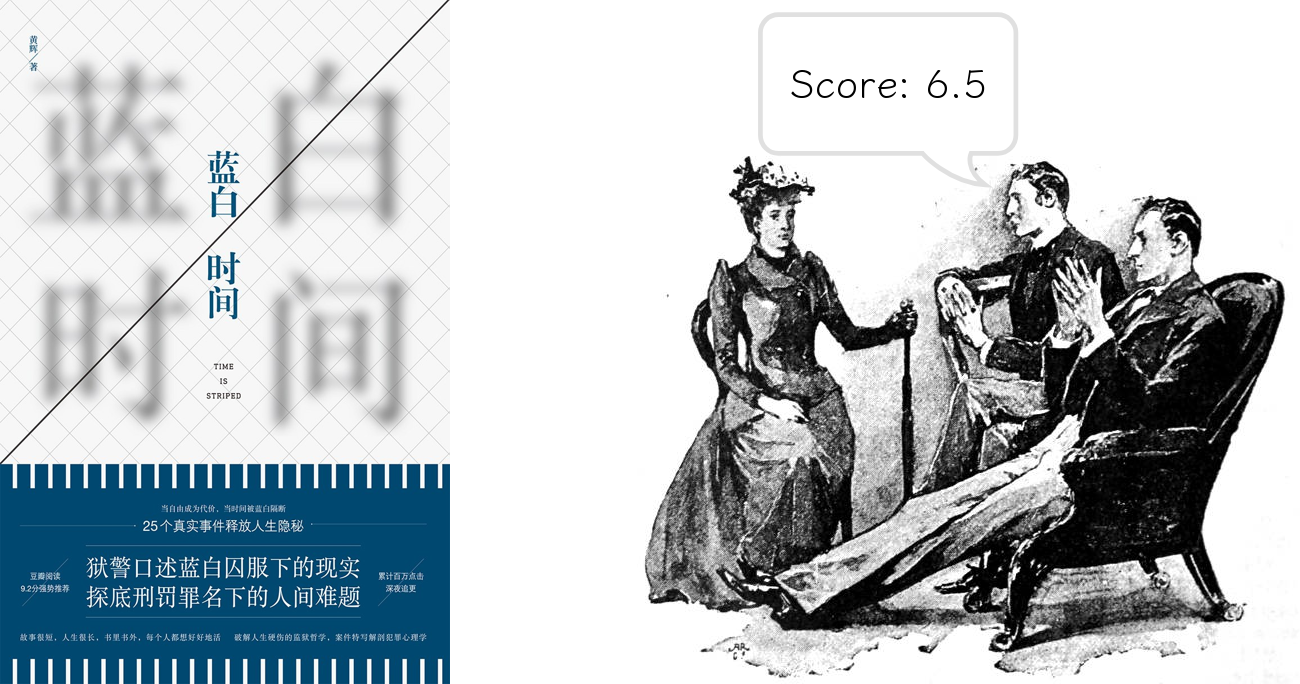 黄辉 著
蓝白
时间
蓝白
时间
TIME
IS
STRIPED
当自由成为代价，当时间被蓝白隔断
25个真实事件释放人生隐秘
狱警口述蓝白囚服下的现实
探底刑罚罪名下的人间难题
豆瓣阅读
9.2分强势推荐
累计百万点击
深夜追更
故事很短，人生很长，书里书外，每个人都想好好地活 破解人生硬伤的监狱哲学，案件特写解剖犯罪心理学
Score: 6.5